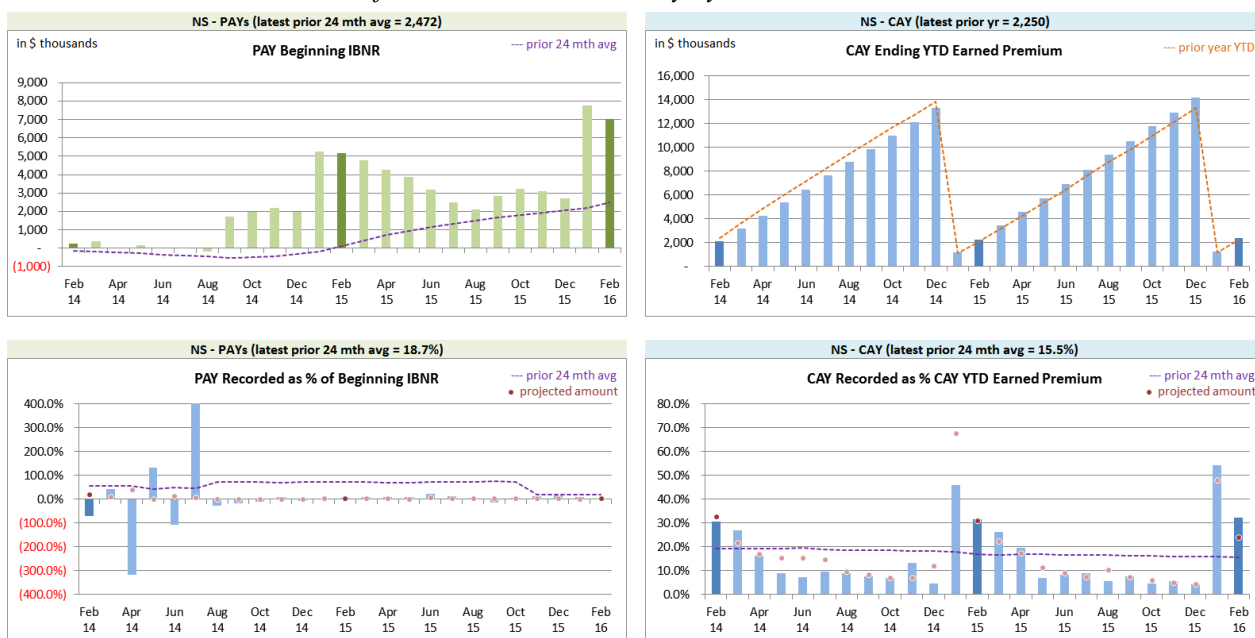 NS - PAYs (latest prior 24 mth avg = 2,472)
in $ thousands
PAY Beginning IBNR
--- prior 24 mth avg
9,000
8,000
7,000
6,000
5,000
4,000
3,000
2,000
1,000
-
(1,000)
Feb Apr Jun Aug Oct Dec Feb Apr Jun Aug Oct Dec Feb
14 14 14 14 14 14 15 15 15 15 15 15 16
NS - CAY (latest prior yr = 2,250)
in $ thousands
CAY Ending YTD Earned Premium
--- prior year YTD
16,000
14,000
12,000
10,000
8,000
6,000
4,000
2,000
-
Feb Apr Jun Aug Oct Dec Feb Apr Jun Aug Oct Dec Feb
14 14 14 14 14 14 15 15 15 15 15 15 16
NS - PAYs (latest prior 24 mth avg = 18.7%)
PAY Recorded as % of Beginning IBNR
--- prior 24 mth avg
• projected amount
400.0%
300.0%
200.0%
100.0%
0.0%
(100.0%)
(200.0%)
(300.0%)
(400.0%)
Feb Apr Jun Aug Oct Dec Feb Apr Jun Aug Oct Dec Feb
14 14 14 14 14 14 15 15 15 15 15 15 16
NS - CAY (latest prior 24 mth avg = 15.5%)
CAY Recorded as % CAY YTD Earned Premium
--- prior 24 mth avg
• projected amount
80.0%
70.0%
60.0%
50.0%
40.0%
30.0%
20.0%
10.0%
0.0%
Feb Apr Jun Aug Oct Dec Feb Apr Jun Aug Oct Dec Feb
14 14 14 14 14 14 15 15 15 15 15 15 16